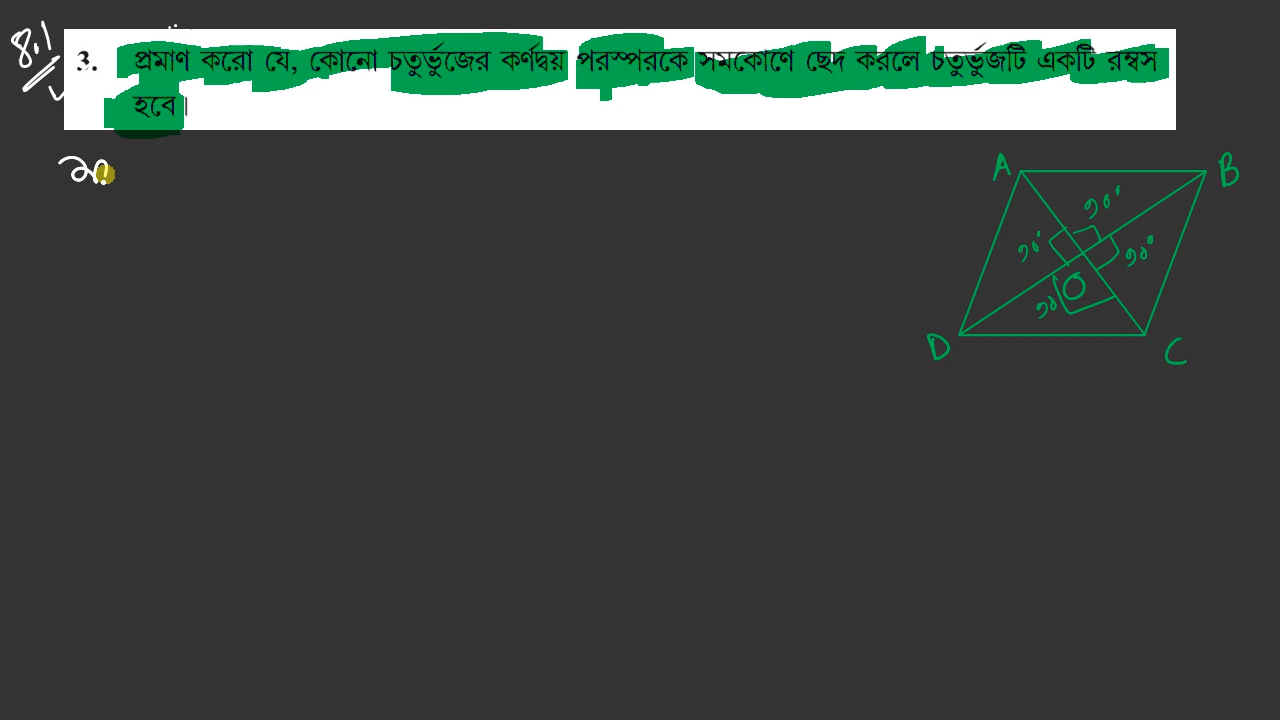 8.1
3. প্রমাণ করো যে, কোনো চতুর্ভুজের কর্ণদ্বয় পরস্পরকে সমকোণে ছেদ করলে চতুর্ভুজটি একটি রম্বস
হবে।
A B
৯০°
৯০° ৯০°
O
৯০
D C